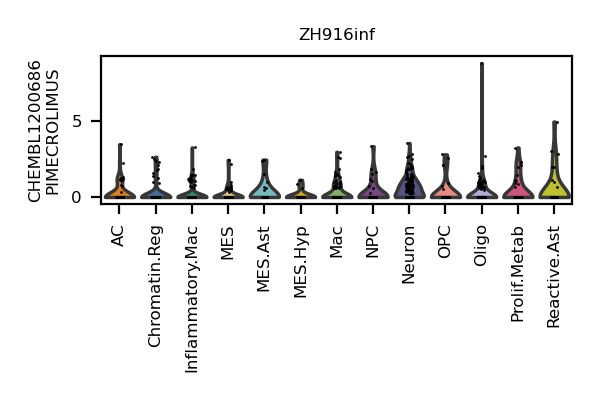 ZH916inf
CHEMBL1200686
PIMECROLIMUS
5
0
AC
Chromatin.Reg
Inflammatory.Mac
MES
MES.Ast
MES.Hyp
Mac
NPC
Neuron
OPC
Oligo
Prolif.Metab
Reactive.Ast